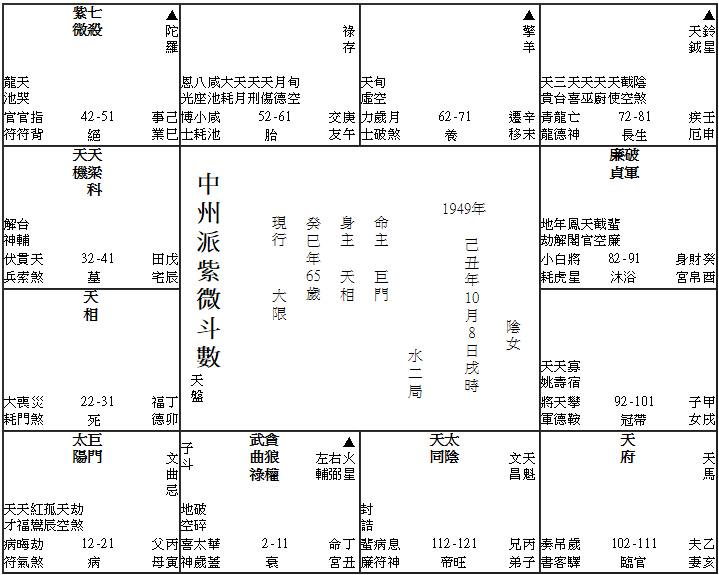 紫七 ▲
微殺 陀
羅
龍天
池哭
官官指 42-51 事己
符符背 絕 業巳
祿
存
恩八咸大天天天月旬
光座池耗月刑傷德空
博小咸 52-61 交庚
士耗池 胎 友午
▲
擎
羊
天旬
虛空
力歲月 62-71 遷辛
士破煞 養 移未
▲
天鈴
鉞星
天三天天天天截陰
貴台喜巫廚使空煞
青龍亡 72-81 疾壬
龍德神 長生 厄申
天天
機梁
科
解台
神輔
伏貫天 32-41 田戊
兵索煞 墓 宅辰
廉破
貞軍
地年鳳天截蜚
劫解閣官空廉
小白將 82-91 身財癸
耗虎星 沐浴 宮帛酉
天
相
大喪災 22-31 福丁
耗門煞 死 德卯
天天寡
姚壽宿
將天攀 92-101 子甲
軍德鞍 冠帶 女戌
太巨
陽門
文
曲
忌
天天紅孤天劫
才福鸞辰空煞
病晦劫 12-21 父丙
符氣煞 病 母寅
子
斗
武貪
曲狼
祿權
▲
左右火
輔弼星
地破
空碎
喜太華 2-11 命丁
神歲蓋 衰 宮丑
天太
同陰
文天
昌魁
封
誥
蜚病息 112-121 兄丙
廉符神 帝旺 弟子
天
府
天
馬
奏弔歲 102-111 夫乙
書客驛 臨官 妻亥
中州派紫微斗數
天盤
1949年
己丑年10月8日戌時
陰女
水二局
命主 巨門
身主 天相
癸巳年65歲
現行 大限